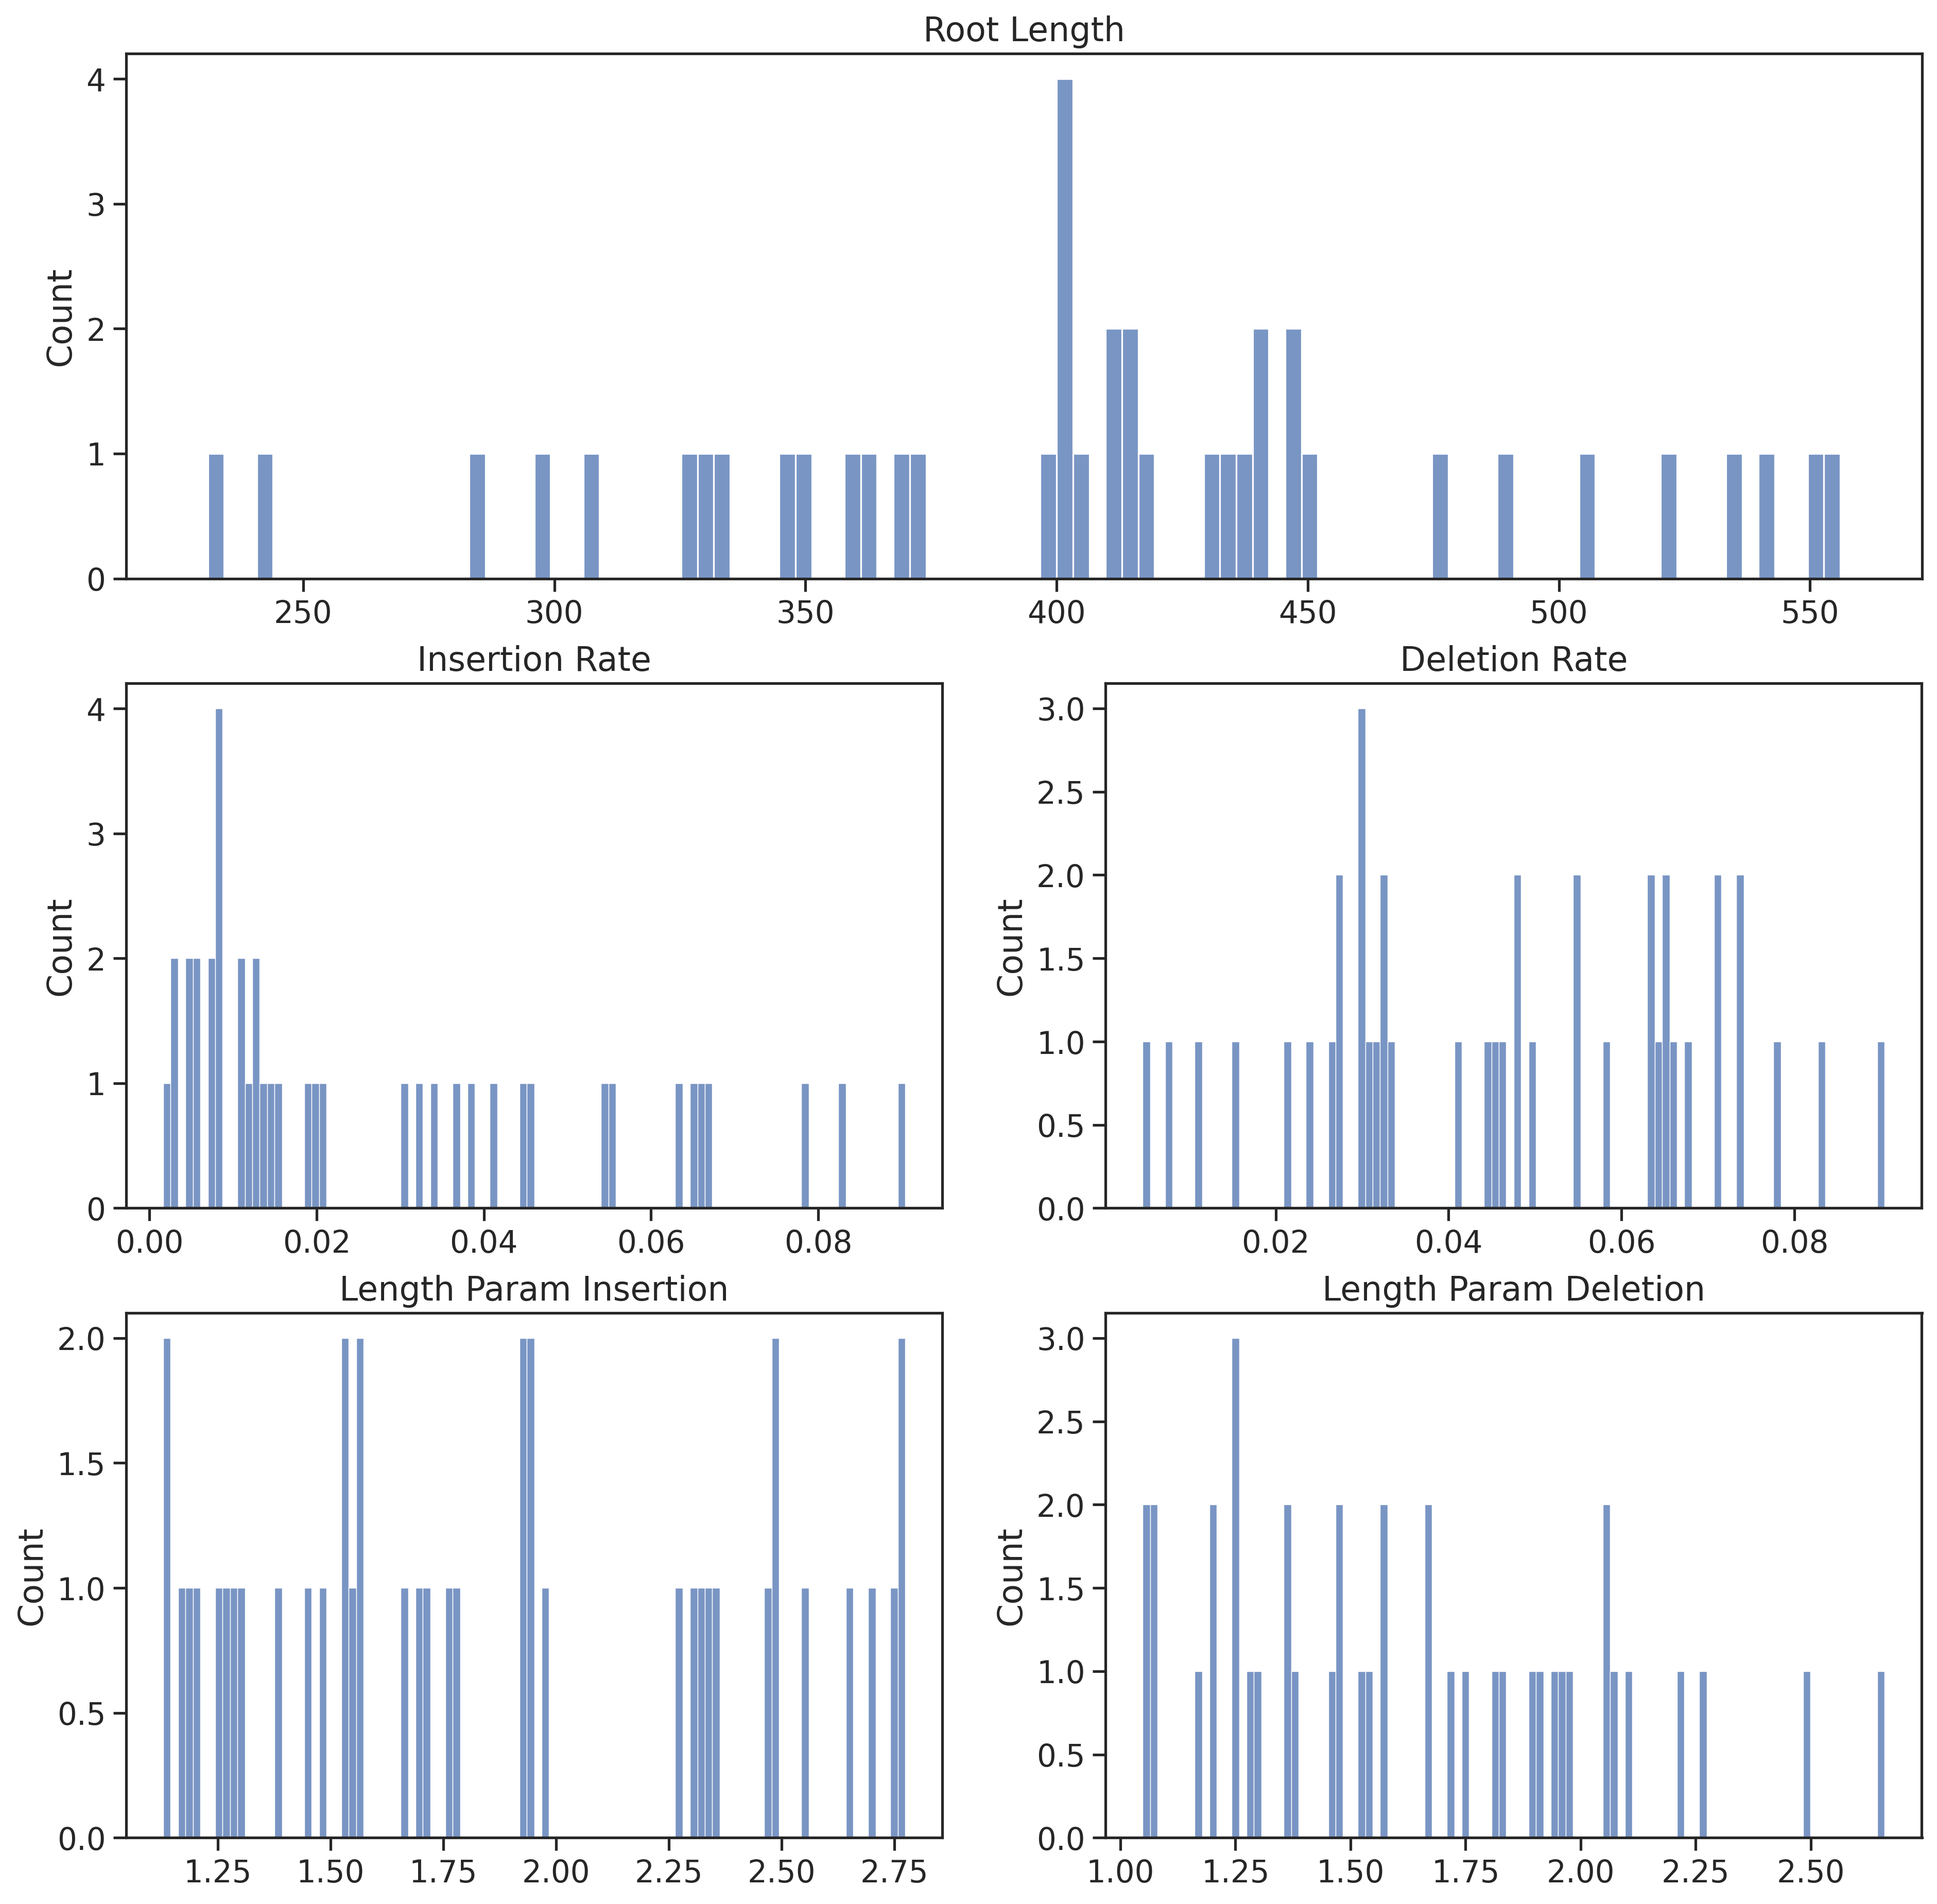 Root Length
Count
4
3
2
1
0
250 300 350 400 450 500 550
Insertion Rate
Count
4
3
2
1
0
0.00 0.02 0.04 0.06 0.08
Deletion Rate
Count
3.0
2.5
2.0
1.5
1.0
0.5
0.0
0.02 0.04 0.06 0.08
Length Param Insertion
Count
2.0
1.5
1.0
0.5
0.0
1.25 1.50 1.75 2.00 2.25 2.50 2.75
Length Param Deletion
Count
3.0
2.5
2.0
1.5
1.0
0.5
0.0
1.00 1.25 1.50 1.75 2.00 2.25 2.50